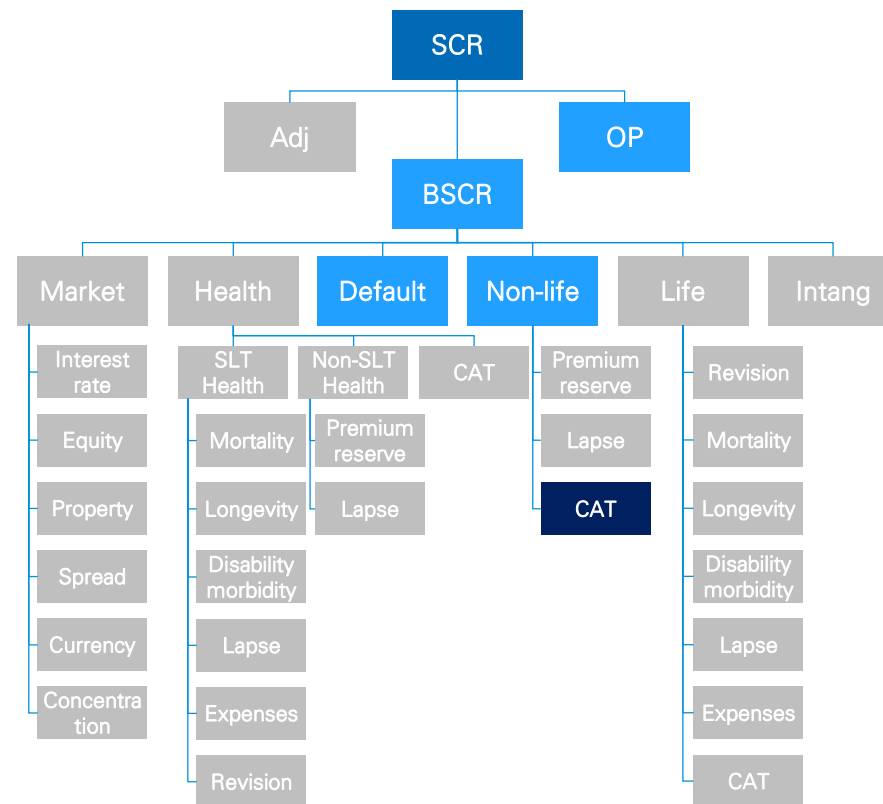 SCR
Adj
OP
BSCR
Market
Health
Default
Non-life
Life
Intang
Interest
rate
Equity
Property
Spread
Currency
Concentra
tion
SLT
Health
Mortality
Longevity
Disability
morbidity
Lapse
Expenses
Revision
Non-SLT
Health
Premium
reserve
Lapse
CAT
Premium
reserve
Lapse
CAT
Revision
Mortality
Longevity
Disability
morbidity
Lapse
Expenses
CAT